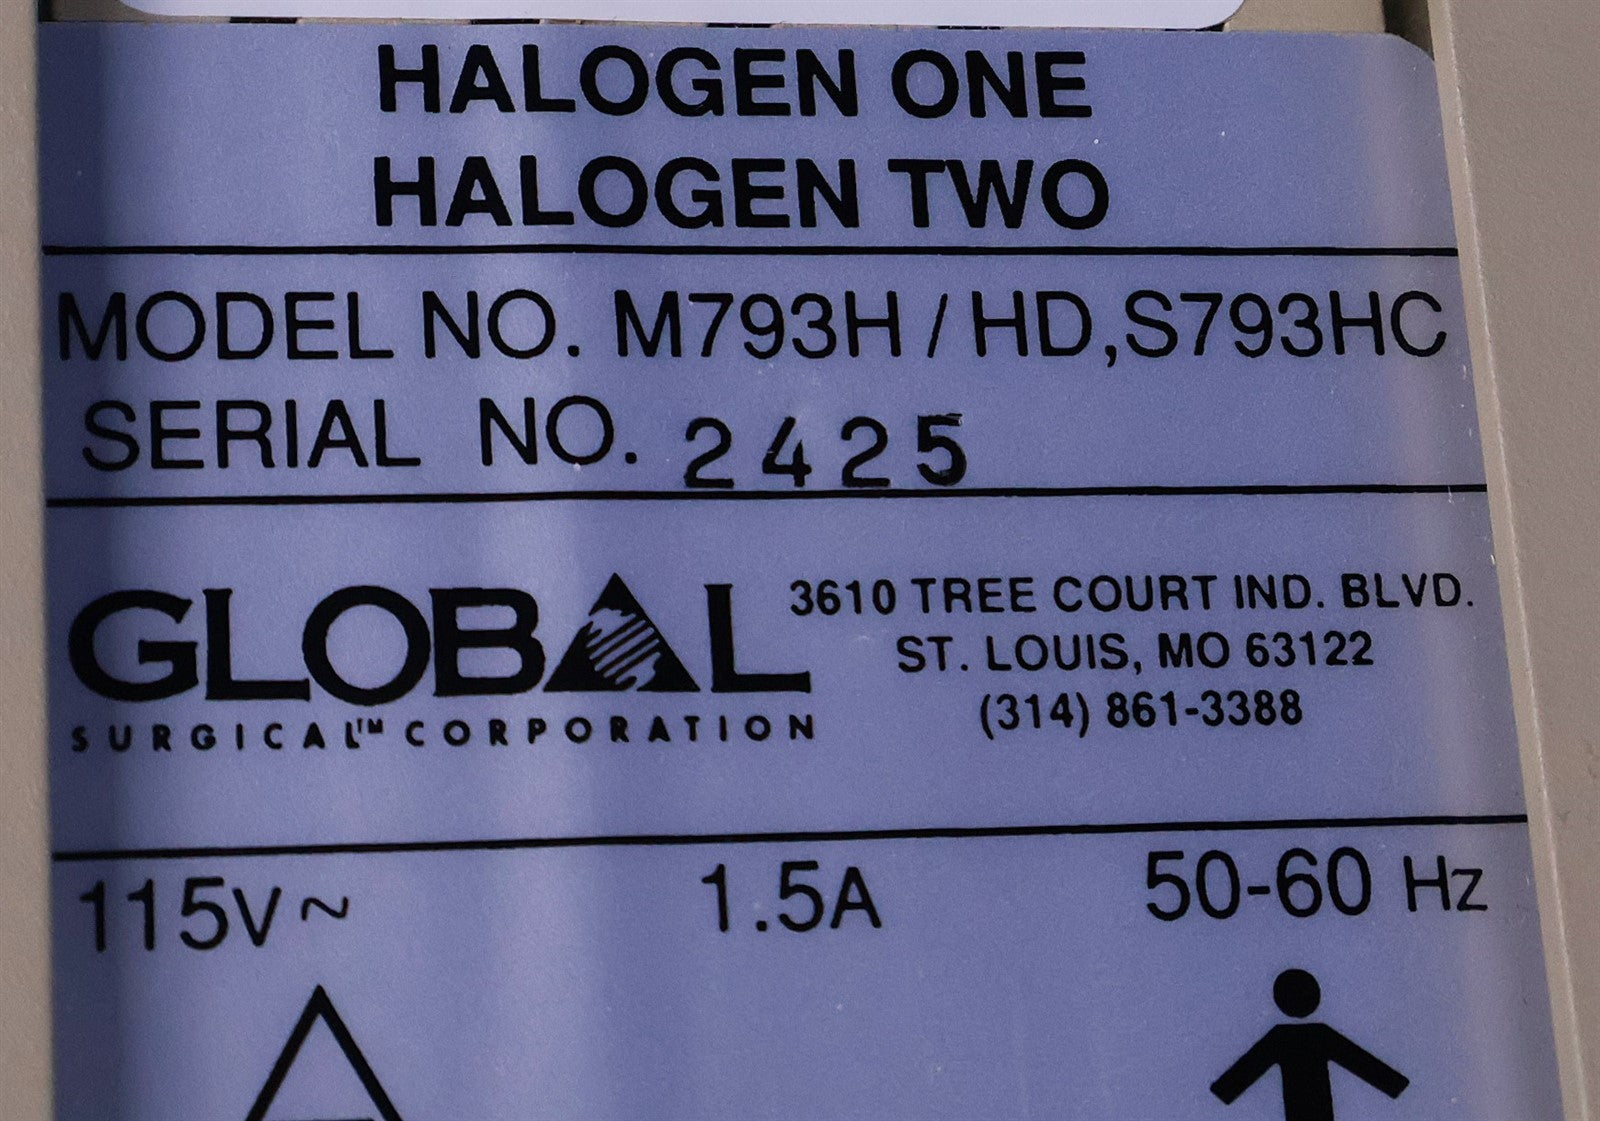 HALOGEN ONE
HALOGEN TWO
MODEL NO. M793H / HD,S793HC
SERIAL NO. 2425
GLOBAL
SURGICAL™ CORPORATION
3610 TREE COURT IND. BLVD.
ST. LOUIS, MO 63122
(314) 861-3388
115V~ 1.5A 50-60 Hz